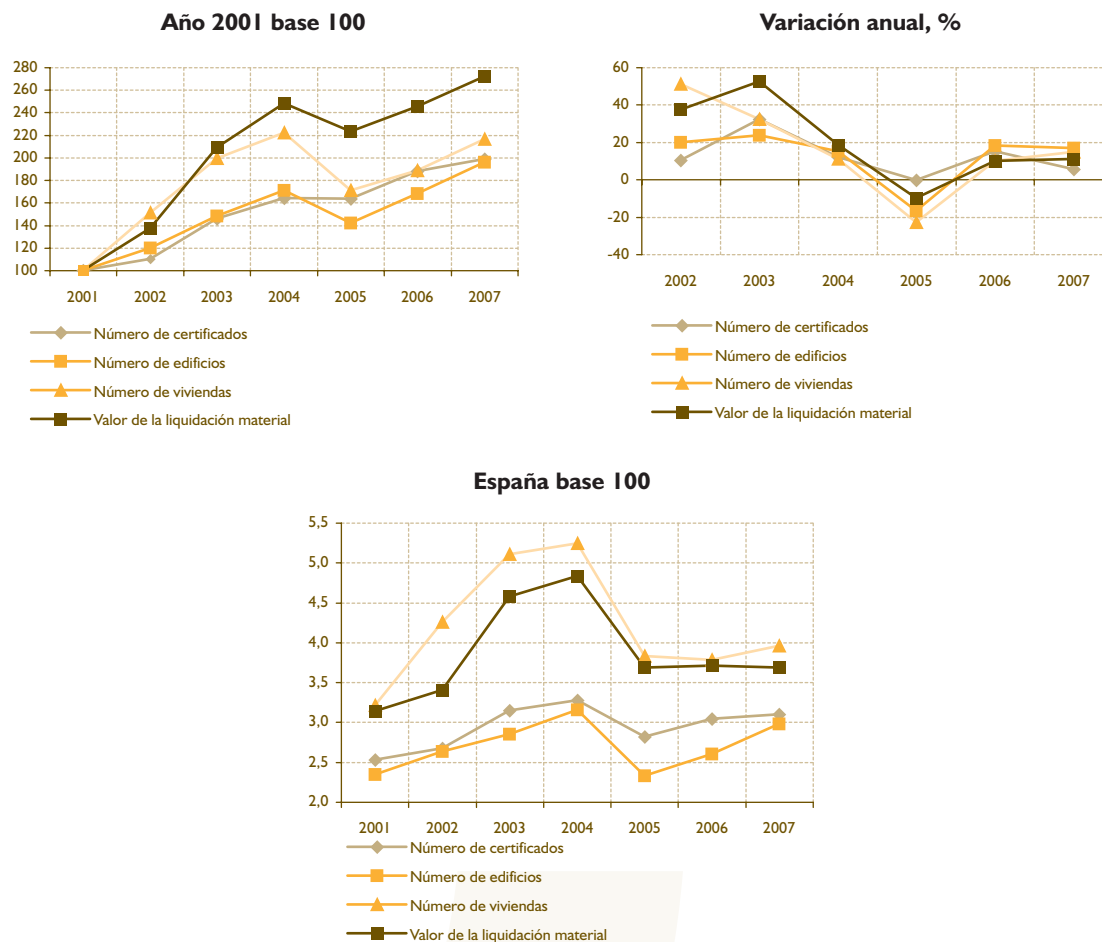 Año 2001 base 100
280
260
240
220
200
180
160
140
120
100
2001 2002 2003 2004 2005 2006 2007
Número de certificados
Número de edificios
Número de viviendas
Valor de la liquidación material
Variación anual, %
60
40
20
0
-20
-40
2002 2003 2004 2005 2006 2007
Número de certificados
Número de edificios
Número de viviendas
Valor de la liquidación material
España base 100
5,5
5,0
4,5
4,0
3,5
3,0
2,5
2,0
2001 2002 2003 2004 2005 2006 2007
Número de certificados
Número de edificios
Número de viviendas
Valor de la liquidación material